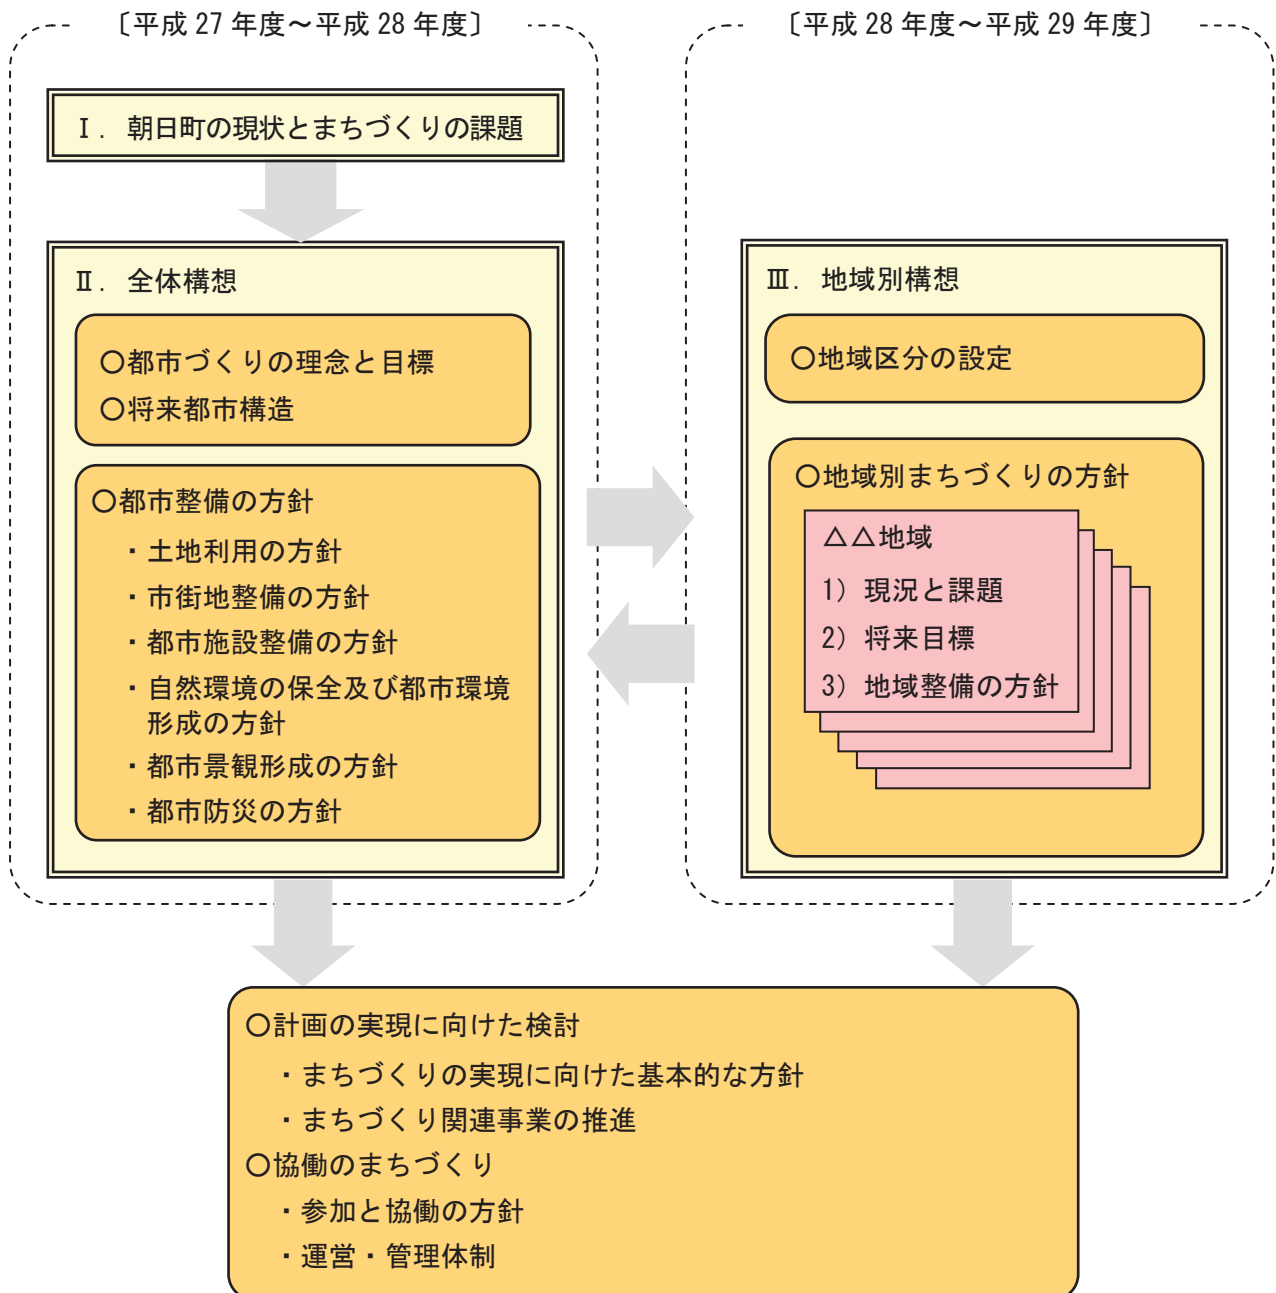 〔平成 27 年度～平成 28 年度〕
Ⅰ．朝日町の現状とまちづくりの課題
Ⅱ．全体構想
○都市づくりの理念と目標
○将来都市構造
○都市整備の方針
・土地利用の方針
・市街地整備の方針
・都市施設整備の方針
・自然環境の保全及び都市環境
形成の方針
・都市景観形成の方針
・都市防災の方針
〔平成 28 年度～平成 29 年度〕
Ⅲ．地域別構想
○地域区分の設定
○地域別まちづくりの方針
△△地域
1）現況と課題
2）将来目標
3）地域整備の方針
○計画の実現に向けた検討
・まちづくりの実現に向けた基本的な方針
・まちづくり関連事業の推進
○協働のまちづくり
・参加と協働の方針
・運営・管理体制